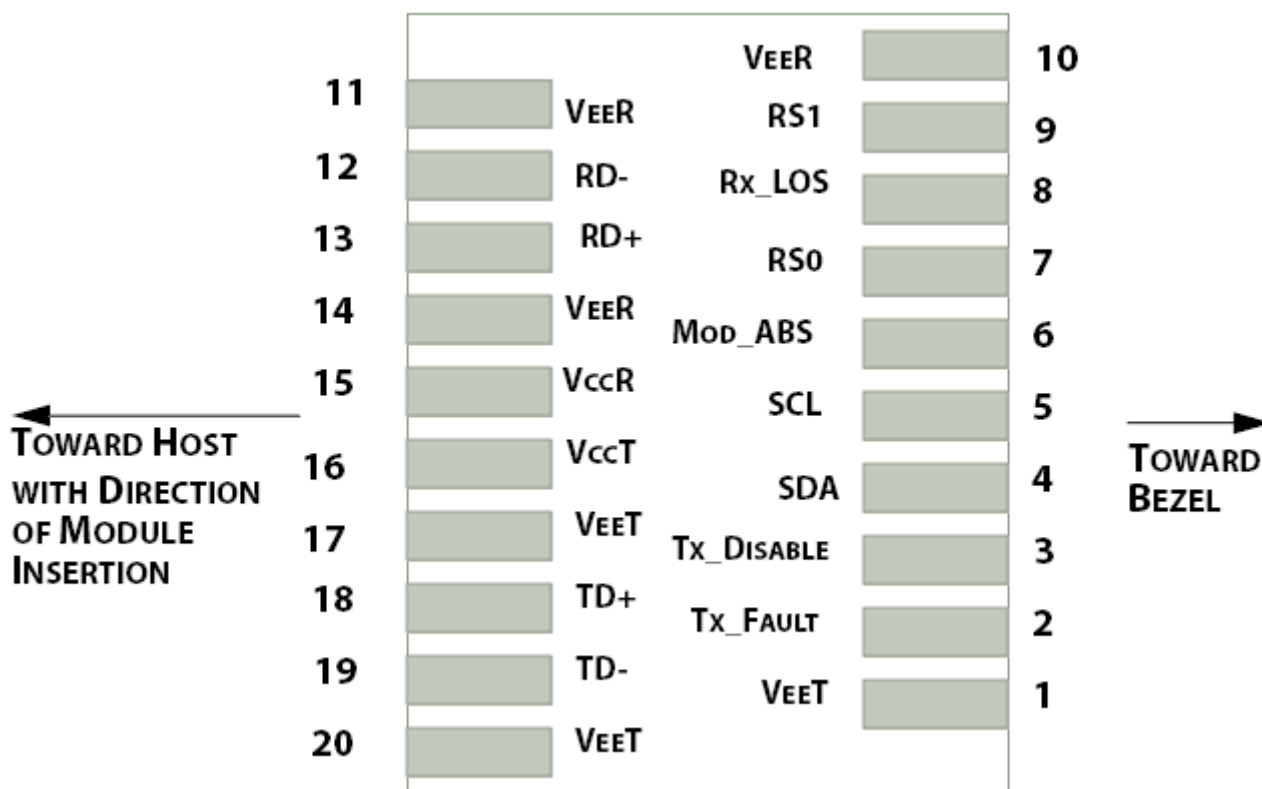 11 VEER
12 RD-
13 RD+
14 VEER
15 VCCR
16 VCCT
17 VEET
18 TD+
19 TD-
20 VEET
VEER 10
RS1 9
RX_LOS 8
RS0 7
MOD_ABS 6
SCL 5
SDA 4
TX_DISABLE 3
TX_FAULT 2
VEET 1
TOWARD HOST
WITH DIRECTION
OF MODULE
INSERTION
TOWARD
BEZEL